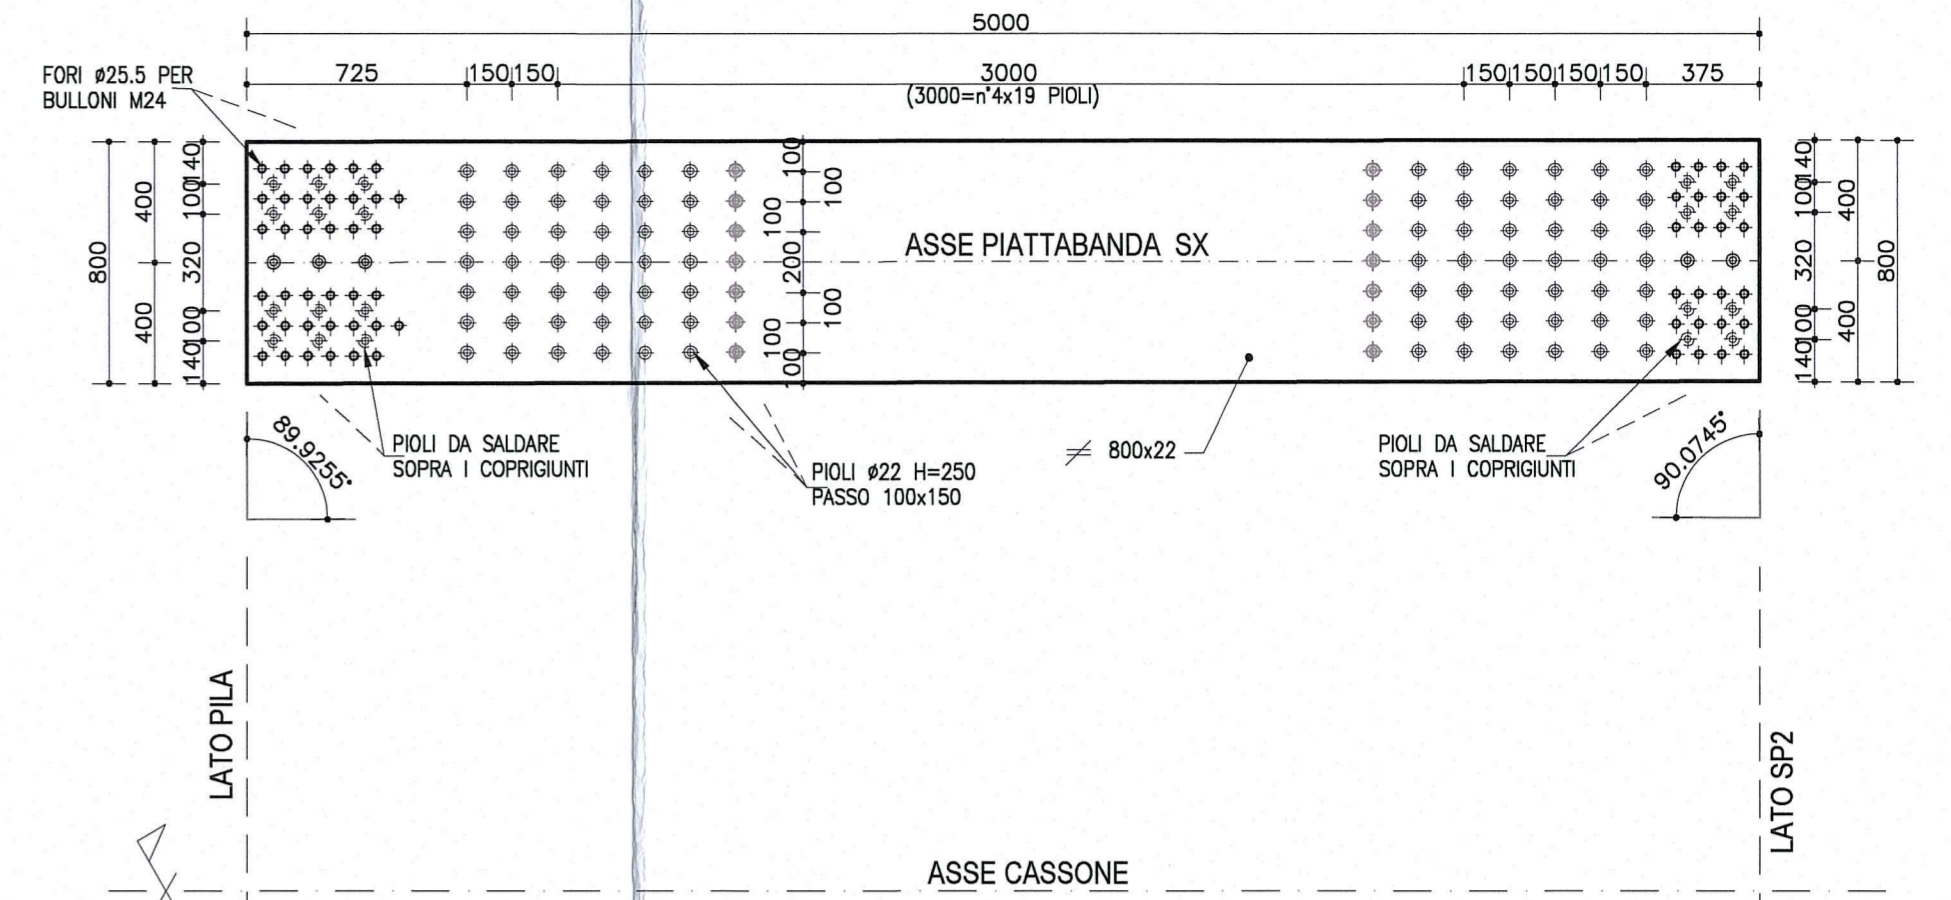 5000
725
150
150
3000
(3000=n°4x19 PIOLI)
150
150
150
150
375
FORI ø25.5 PER
BULLONI M24
800
400
400
140
100
320
100
140
100
100
100
200
100
100
100
ASSE PIATTABANDA SX
140
100
320
100
140
400
400
800
89.9255°
PIOLI DA SALDARE
SOPRA I COPRIGIUNTI
PIOLI ø22 H=250
PASSO 100x150
800x22
PIOLI DA SALDARE
SOPRA I COPRIGIUNTI
90.0745°
LATO PILA
LATO SP2
ASSE CASSONE